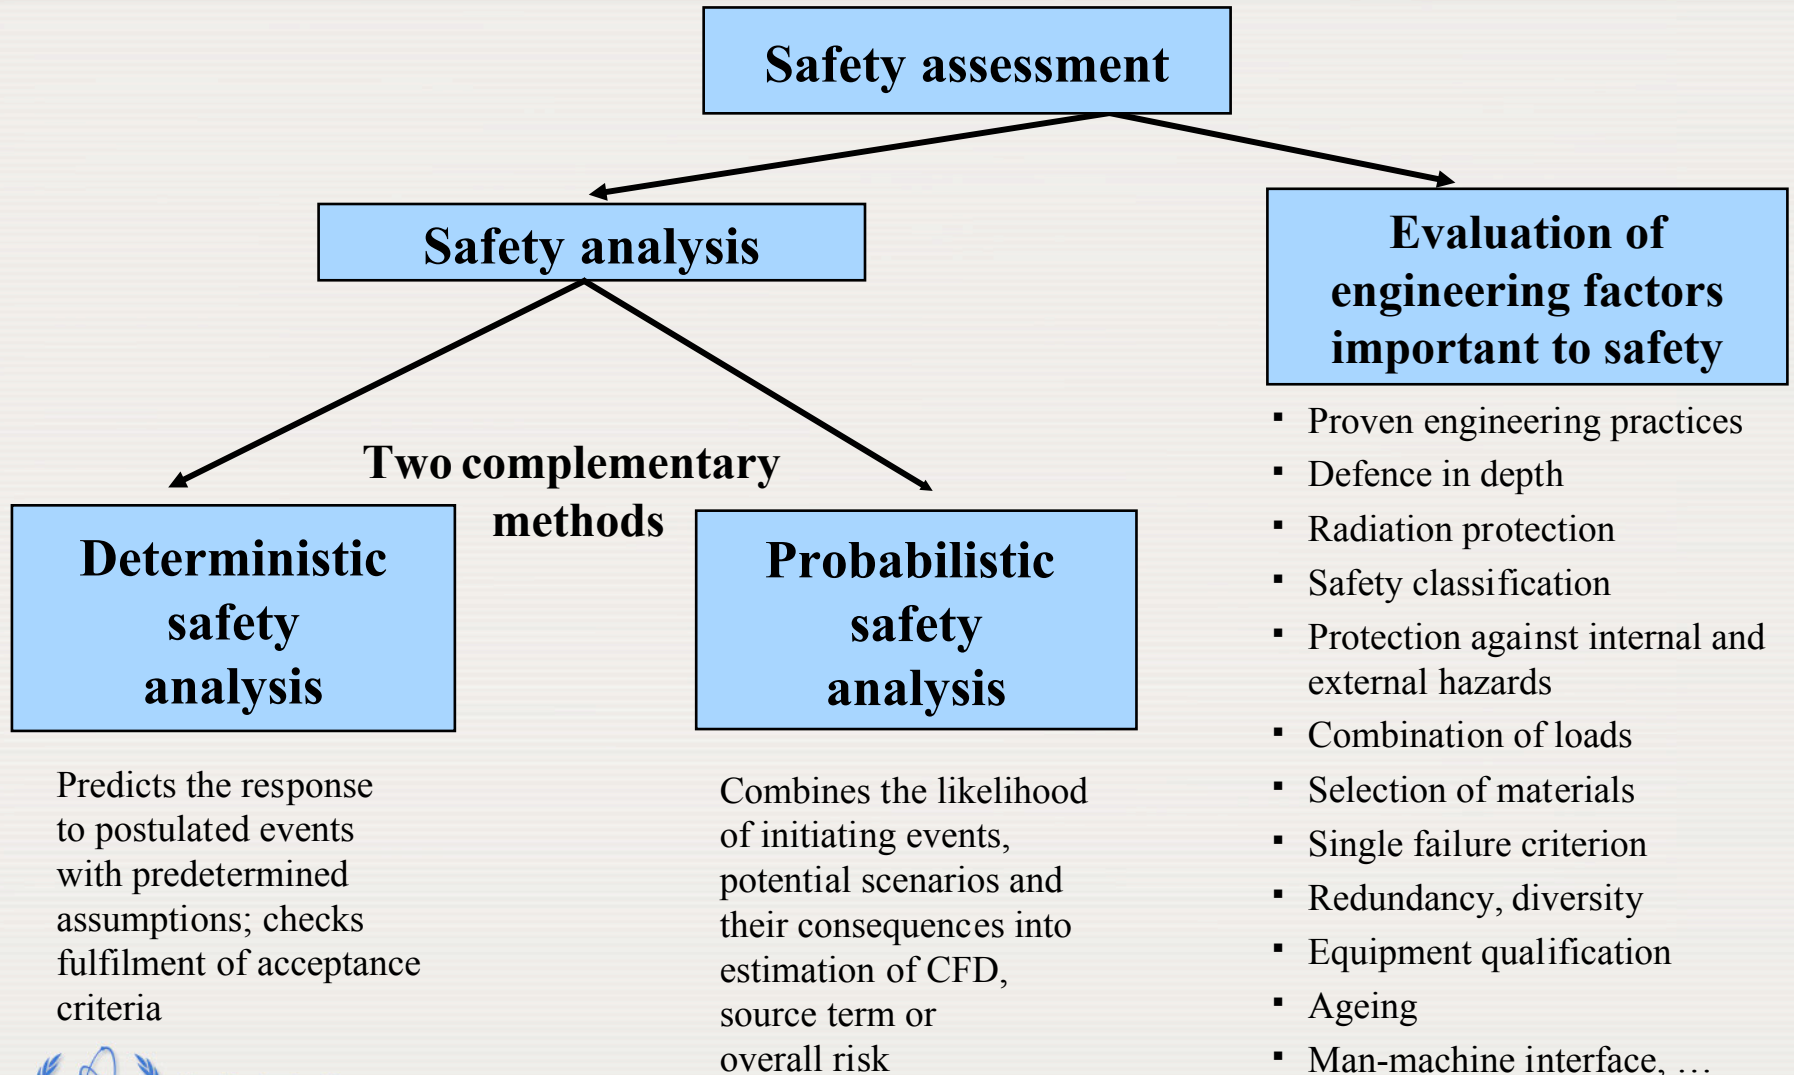 Safety assessment
Safety analysis
Evaluation of
engineering factors
important to safety
Two complementary
methods
Deterministic
safety
analysis
Probabilistic
safety
analysis
Predicts the response
to postulated events
with predetermined
assumptions; checks
fulfilment of acceptance
criteria
Combines the likelihood
of initiating events,
potential scenarios and
their consequences into
estimation of CFD,
source term or
overall risk
▪ Proven engineering practices
▪ Defence in depth
▪ Radiation protection
▪ Safety classification
▪ Protection against internal and
external hazards
▪ Combination of loads
▪ Selection of materials
▪ Single failure criterion
▪ Redundancy, diversity
▪ Equipment qualification
▪ Ageing
▪ Man-machine interface, …